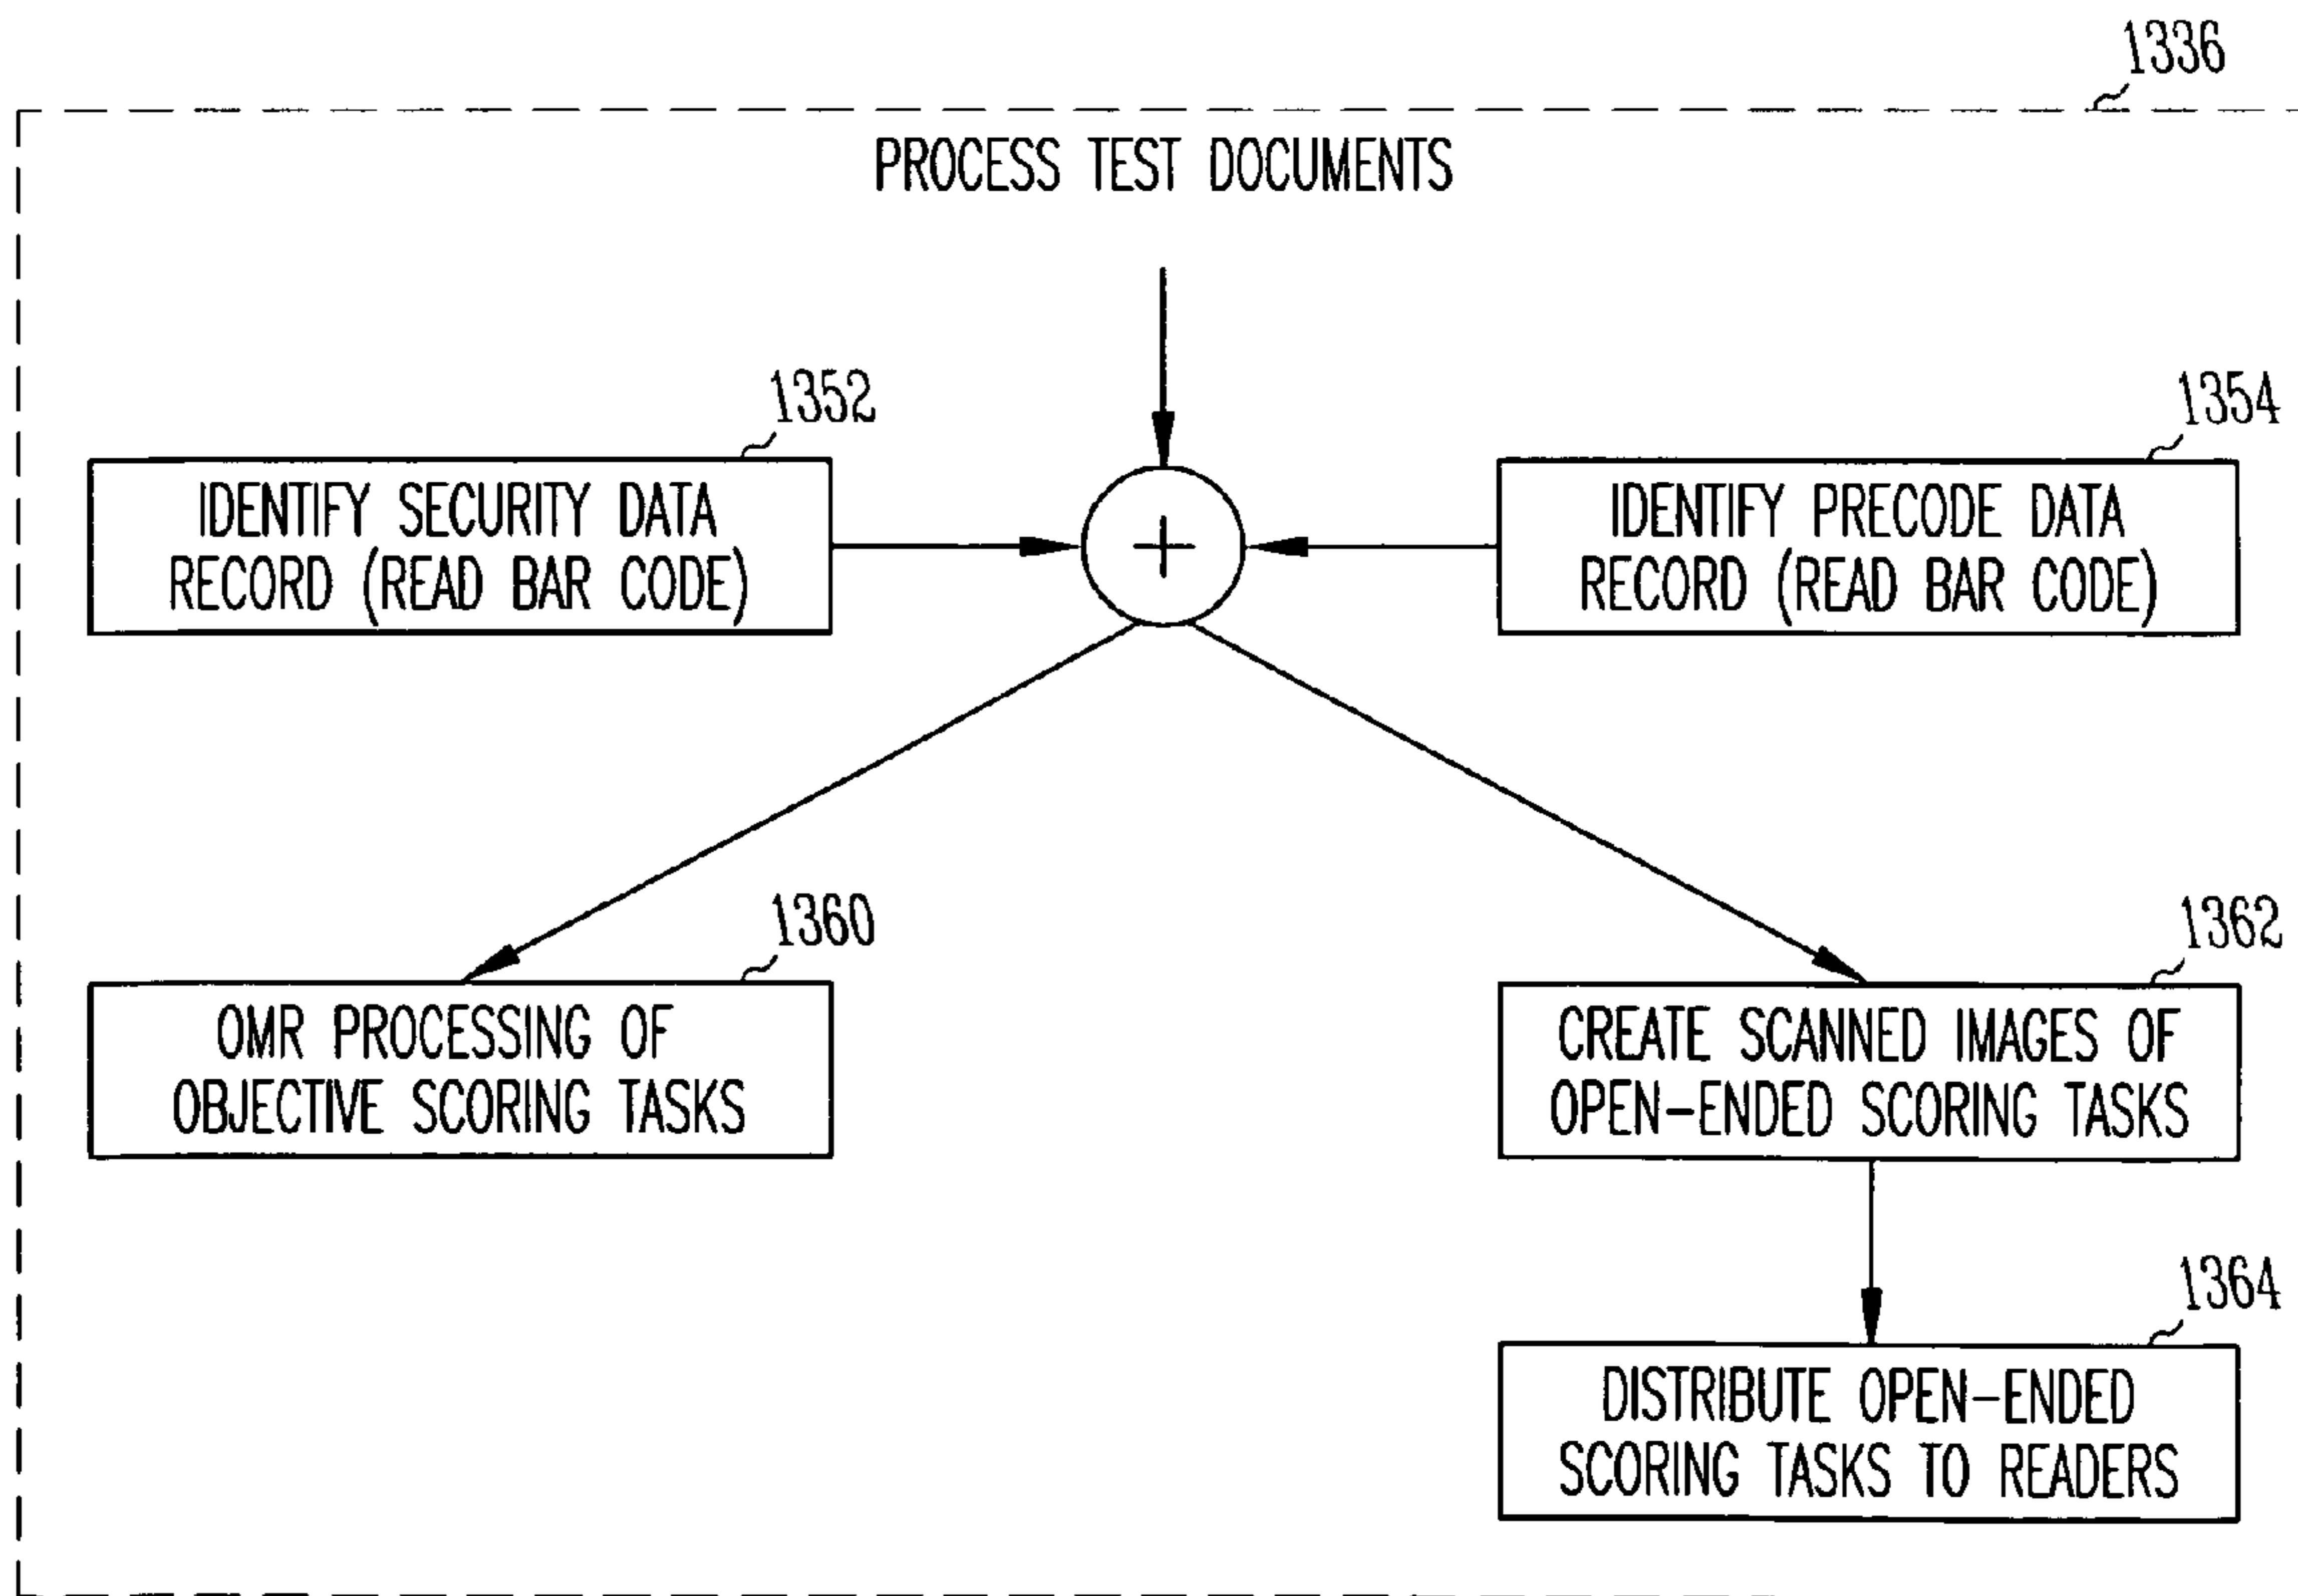 1336
PROCESS TEST DOCUMENTS
1352
IDENTIFY SECURITY DATA
RECORD (READ BAR CODE)
+
1354
IDENTIFY PRECODE DATA
RECORD (READ BAR CODE)
1360
OMR PROCESSING OF
OBJECTIVE SCORING TASKS
1362
CREATE SCANNED IMAGES OF
OPEN-ENDED SCORING TASKS
1364
DISTRIBUTE OPEN-ENDED
SCORING TASKS TO READERS